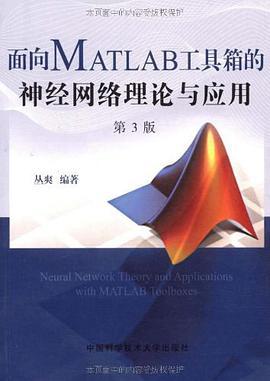 本页面中的内容受版权保护
面向MATLAB工具箱的
神经网络理论与应用
第3版
丛爽 编著
Neural Network Theory and Applications
with MATLAB Toolboxes
中国科学技术大学出版社
本页面中的内容受版权保护